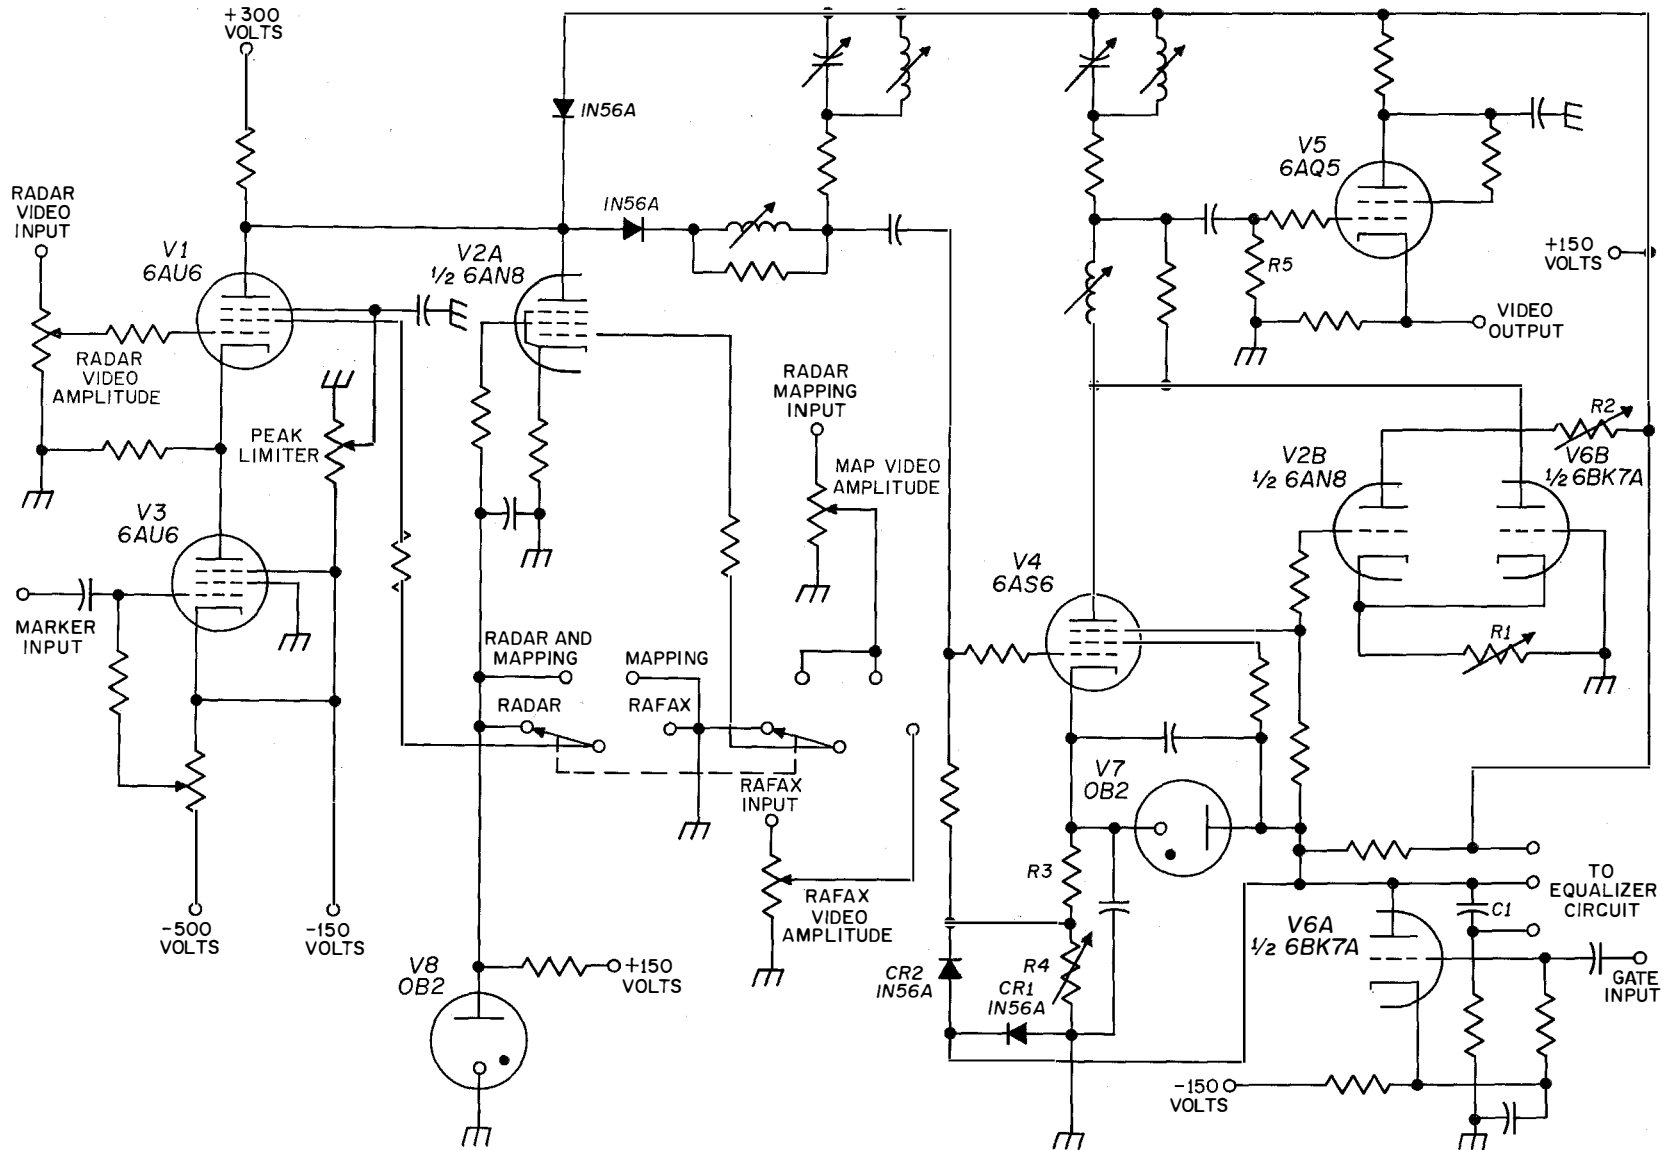 +300
VOLTS
IN56A
V5
6AQ5
RADAR
VIDEO
INPUT
V1
6AU6
V2A
1/2 6AN8
IN56A
R5
+150
VOLTS
RADAR
VIDEO
AMPLITUDE
VIDEO
OUTPUT
PEAK
LIMITER
RADAR
MAPPING
INPUT
R2
MAP VIDEO
AMPLITUDE
V2B
1/2 6AN8
V6B
1/2 6BK7A
V3
6AU6
V4
6AS6
MARKER
INPUT
RADAR AND
MAPPING
MAPPING
R1
RADAR
RAFAX
RAFAX
INPUT
V7
OB2
R3
TO
EQUALIZER
CIRCUIT
RAFAX
VIDEO
AMPLITUDE
C1
-500
VOLTS
-150
VOLTS
V6A
1/2 6BK7A
V8
OB2
+150
VOLTS
CR2
IN56A
R4
CR1
IN56A
GATE
INPUT
-150
VOLTS